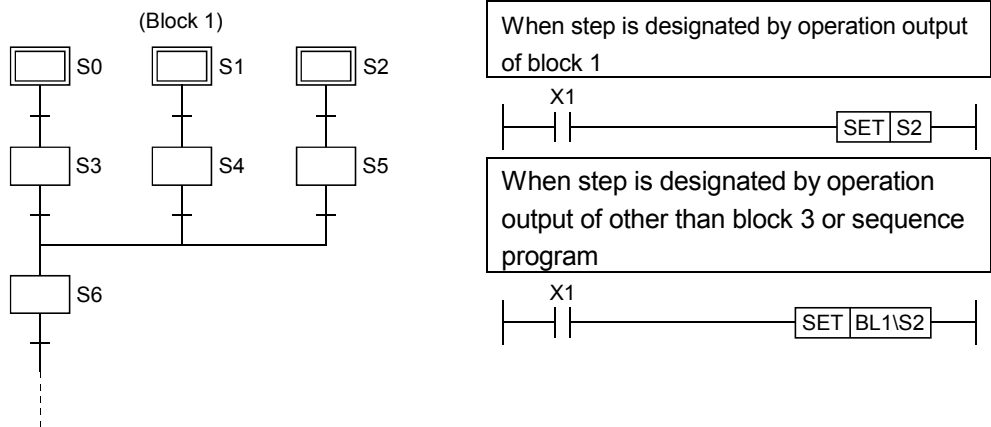 (Block 1)
S0 S1 S2
S3 S4 S5
S6
When step is designated by operation output
of block 1
X1
SET S2
When step is designated by operation
output of other than block 3 or sequence
program
X1
SET BL1\S2